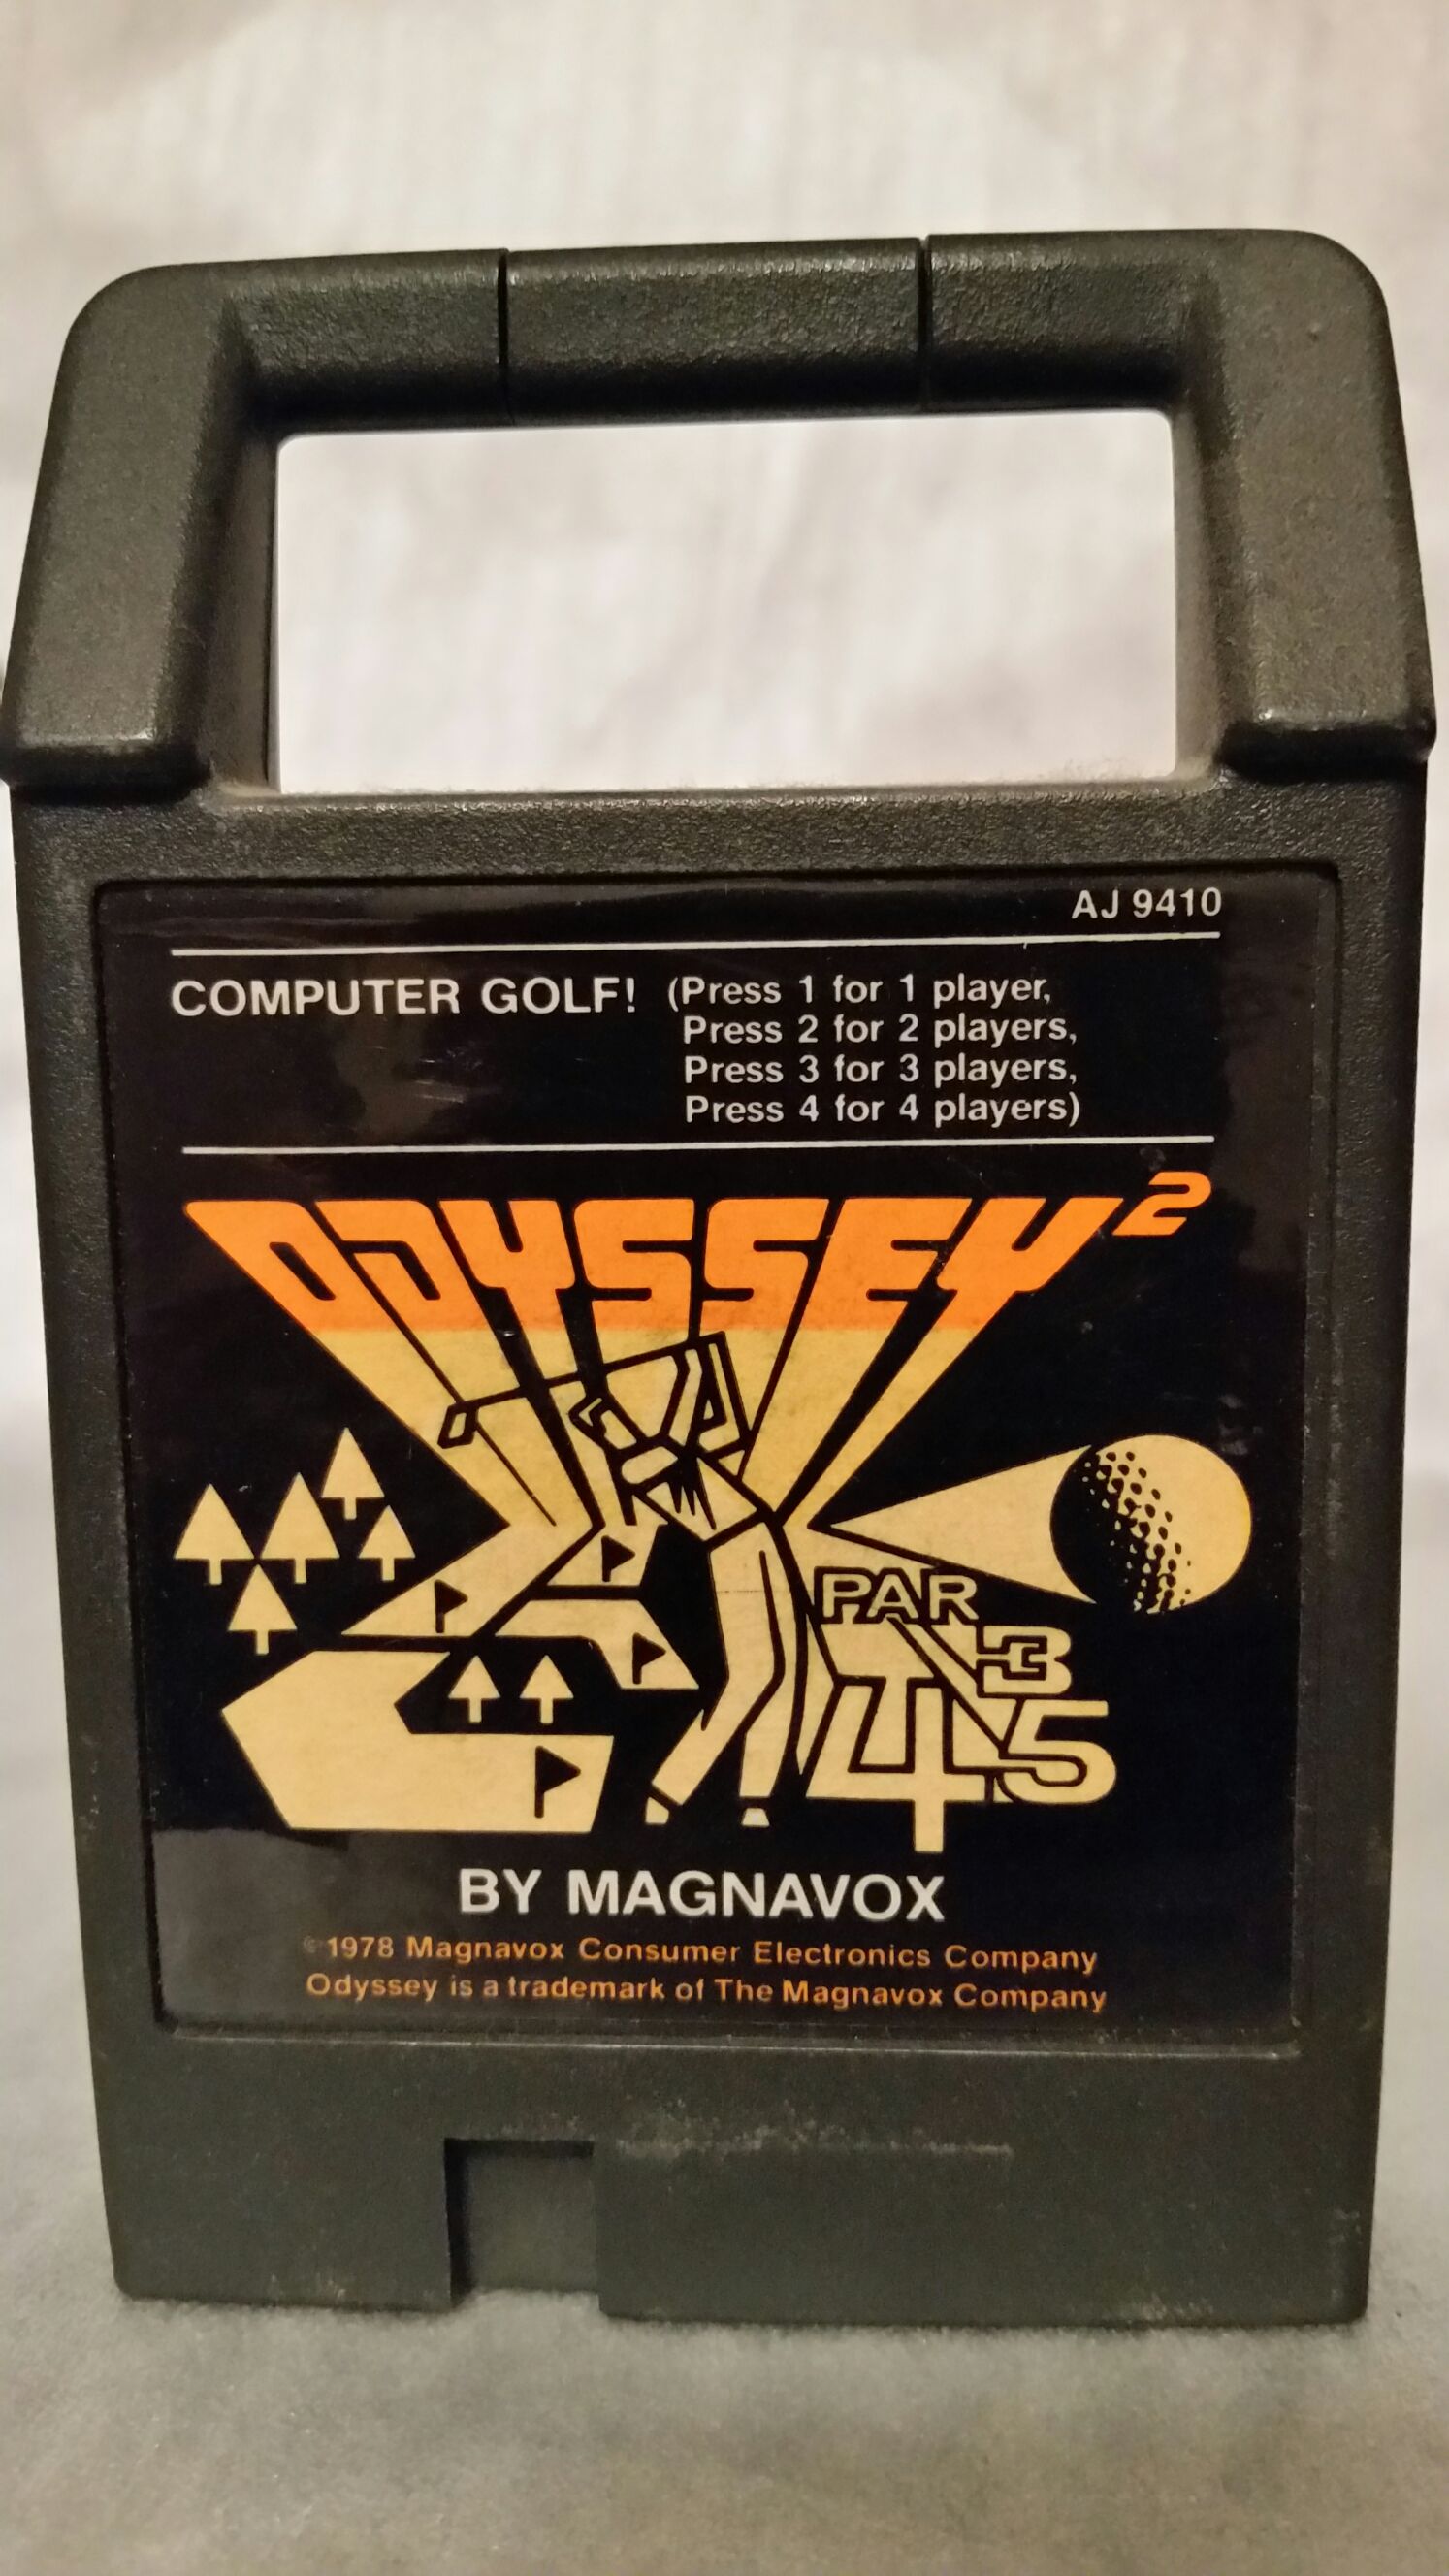 AJ 9410
COMPUTER GOLF! (Press 1 for 1 player,
Press 2 for 2 players,
Press 3 for 3 players,
Press 4 for 4 players)
ODYSSEY²
PAR
3
4 5
BY MAGNAVOX
©1978 Magnavox Consumer Electronics Company
Odyssey is a trademark of The Magnavox Company